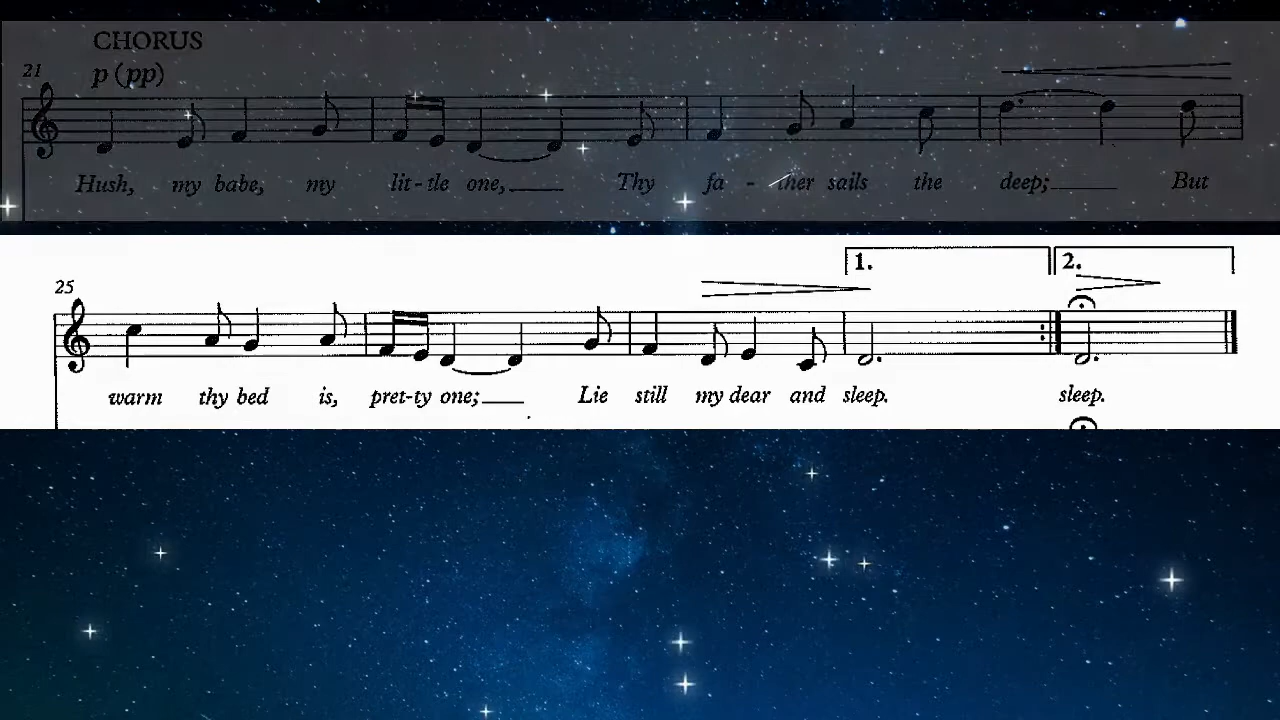 CHORUS
21 p (pp)
Hush, my babe, my lit-tle one, Thy fa - ther sails the deep; But
1. 2.
25
warm thy bed is, pret-ty one; Lie still my dear and sleep. sleep.